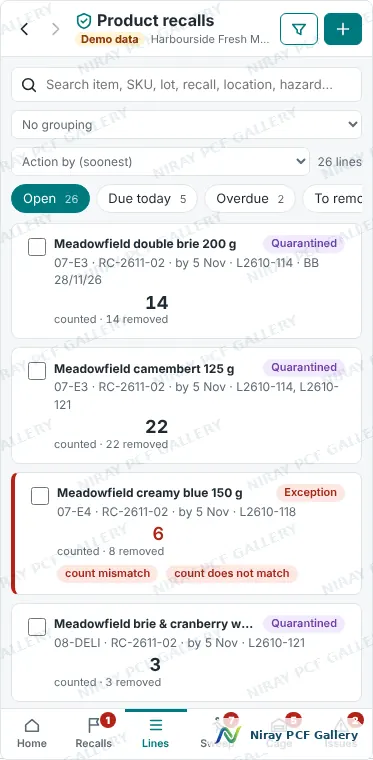 Product recalls
Demo data Harbourside Fresh M...
Search item, SKU, lot, recall, location, hazard...
No grouping
Action by (soonest) 26 lines
Open 26 Due today 5 Overdue 2 To remo
Meadowfield double brie 200 g Quarantined
07-E3 · RC-2611-02 · by 5 Nov · L2610-114 · BB
28/11/26
14
counted · 14 removed
Meadowfield camembert 125 g Quarantined
07-E3 · RC-2611-02 · by 5 Nov · L2610-114, L2610-
121
22
counted · 22 removed
Meadowfield creamy blue 150 g Exception
07-E4 · RC-2611-02 · by 5 Nov · L2610-118
6
counted · 8 removed
count mismatch count does not match
Meadowfield brie & cranberry w... Quarantined
08-DELI · RC-2611-02 · by 5 Nov · L2610-121
3
counted · 3 removed
1
Home Recalls Lines Cage Issues
Niray PCF Gallery
NIRAY PCF GALLERY